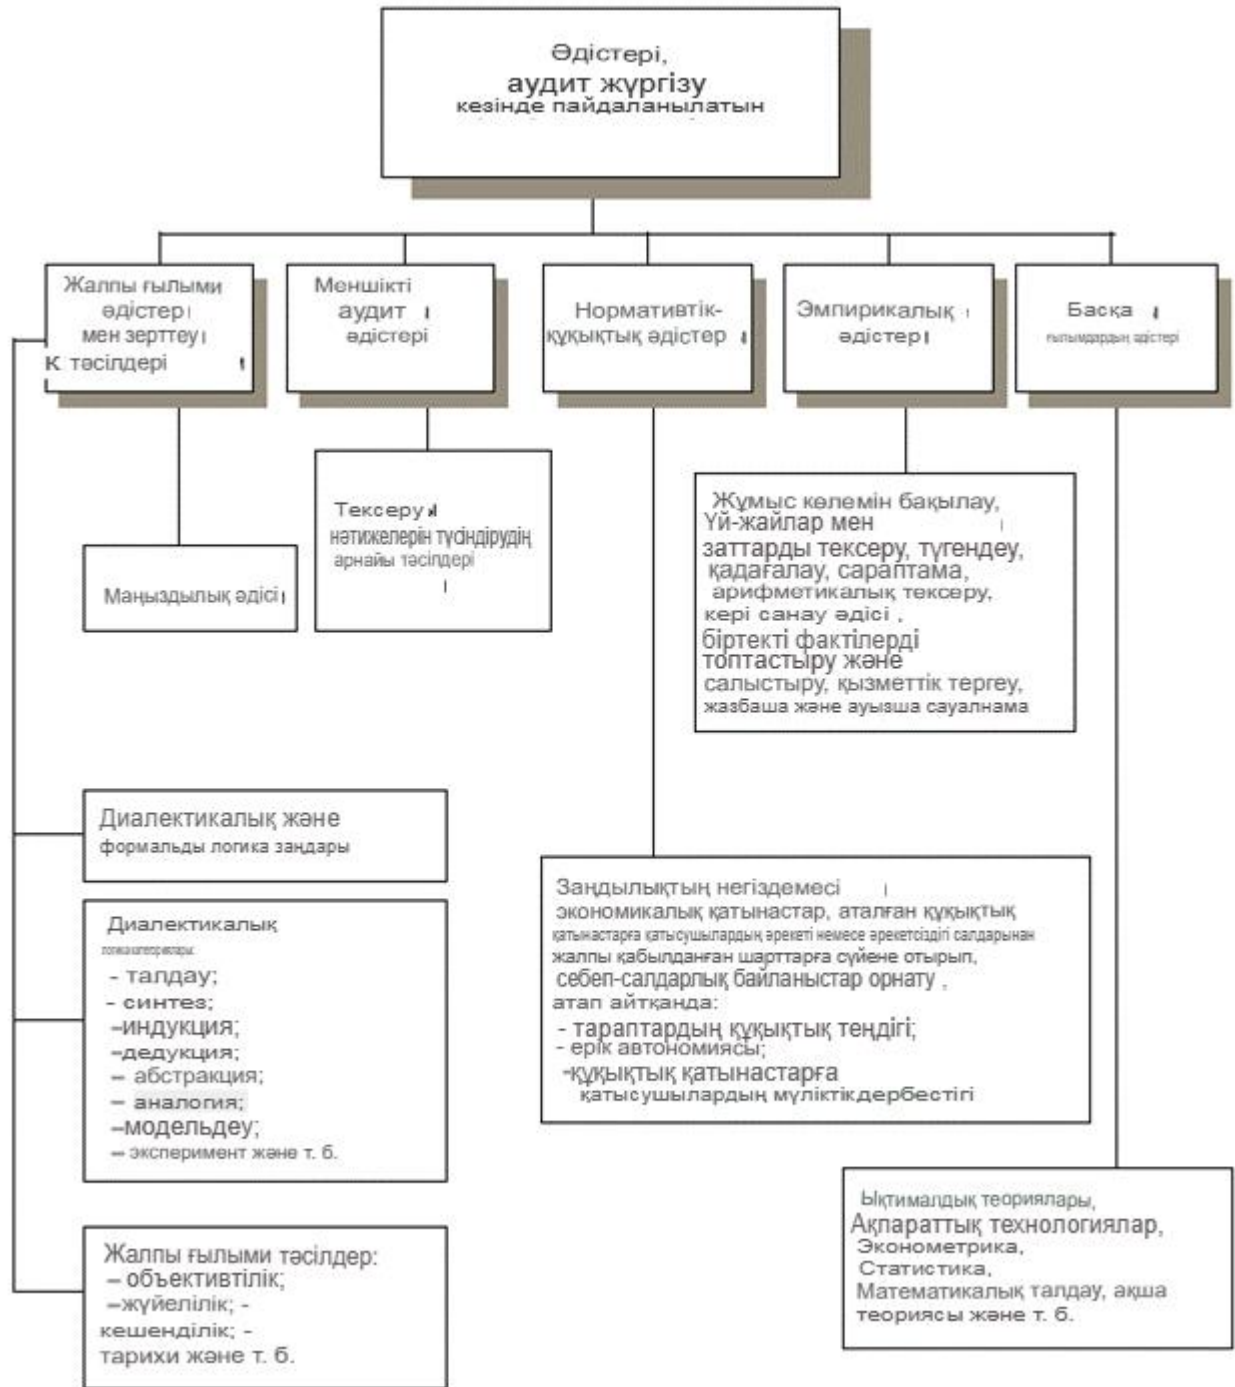 Әдістері,
аудит жүргізу
кезінде пайдаланылатын
Жалпы ғылыми
әдістер
мен зерттеу
К тәсілдері
Меншікті
аудит
әдістері
Нормативтік-
құқықтық әдістер
Эмпирикалық
әдістер
Басқа
ғылымдардың әдістері
Маңыздылық әдісі
Тексеру
нәтижелерін түсіндірудің
арнайы тәсілдері
Жұмыс көлемін бақылау,
Үй-жайлар мен
заттарды тексеру, түгендеу,
қадағалау, сараптама,
арифметикалық тексеру,
кері санау әдісі ,
біртекті фактілерді
топтастыру және
салыстыру, қызметтік тергеу,
жазбаша және ауызша сауалнама
Диалектикалық және
формальды логика заңдары
Диалектикалық
- талдау;
- синтез;
–индукция;
–дедукция;
– абстракция;
– аналогия;
–модельдеу;
– эксперимент және т. б.
Жалпы ғылыми тәсілдер:
– объективтілік;
–жүйелілік; -
кешенділік; -
тарихи және т. б.
Заңдылықтың негіздемесі
экономикалық қатынастар, аталған құқықтық
қатынастарға қатысушылардың әрекеті немесе әрекетсіздігі салдарынан
жалпы қабылданған шарттарға сүйене отырып,
себеп-салдарлық байланыстар орнату ,
атап айтқанда:
- тараптардың құқықтық теңдігі;
- ерік автономиясы;
-құқықтық қатынастарға
қатысушылардың мүліктікдербестігі
Ықтималдық теориялары,
Ақпараттық технологиялар,
Эконометрика,
Статистика,
Математикалық талдау, ақша
теориясы және т. б.